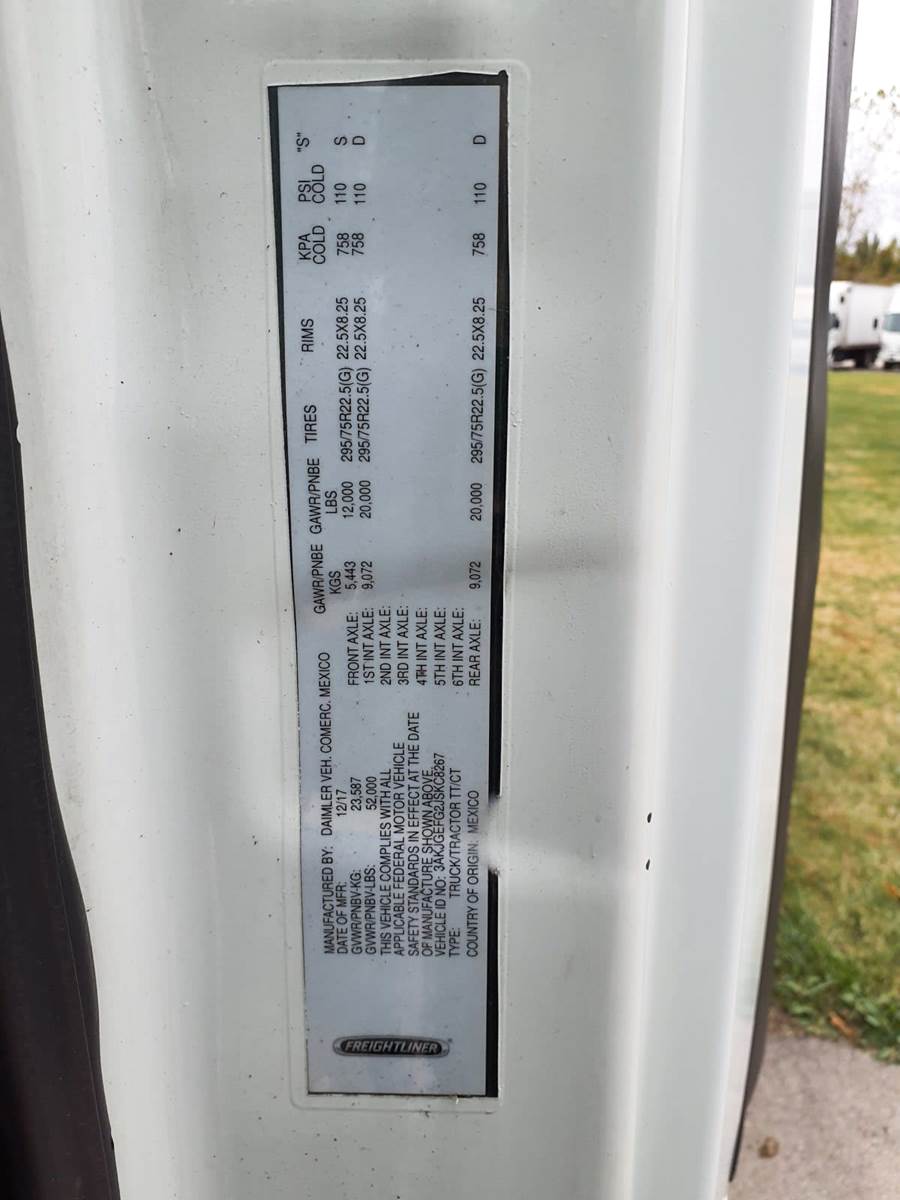 FREIGHTLINER
MANUFACTURED BY: DAIMLER VEH. COMERC. MEXICO
DATE OF MFR: 12/17
GVWR/PNBV-KG: 23,587
GVWR/PNBV-LBS: 52,000
THIS VEHICLE COMPLIES WITH ALL
APPLICABLE FEDERAL MOTOR VEHICLE
SAFETY STANDARDS IN EFFECT AT THE DATE
OF MANUFACTURE SHOWN ABOVE
VEHICLE ID NO: 3AKJGEFG2JSKC8267
TYPE: TRUCK/TRACTOR TT/CT
COUNTRY OF ORIGIN: MEXICO
GAWR/PNBE GAWR/PNBE TIRES RIMS KPA PSI "S"
KGS LBS COLD COLD
FRONT AXLE: 5,443 12,000 295/75R22.5(G) 22.5X8.25 758 110 S
1ST INT AXLE: 9,072 20,000 295/75R22.5(G) 22.5X8.25 758 110 D
2ND INT AXLE:
3RD INT AXLE:
4TH INT AXLE:
5TH INT AXLE:
6TH INT AXLE:
REAR AXLE: 9,072 20,000 295/75R22.5(G) 22.5X8.25 758 110 D